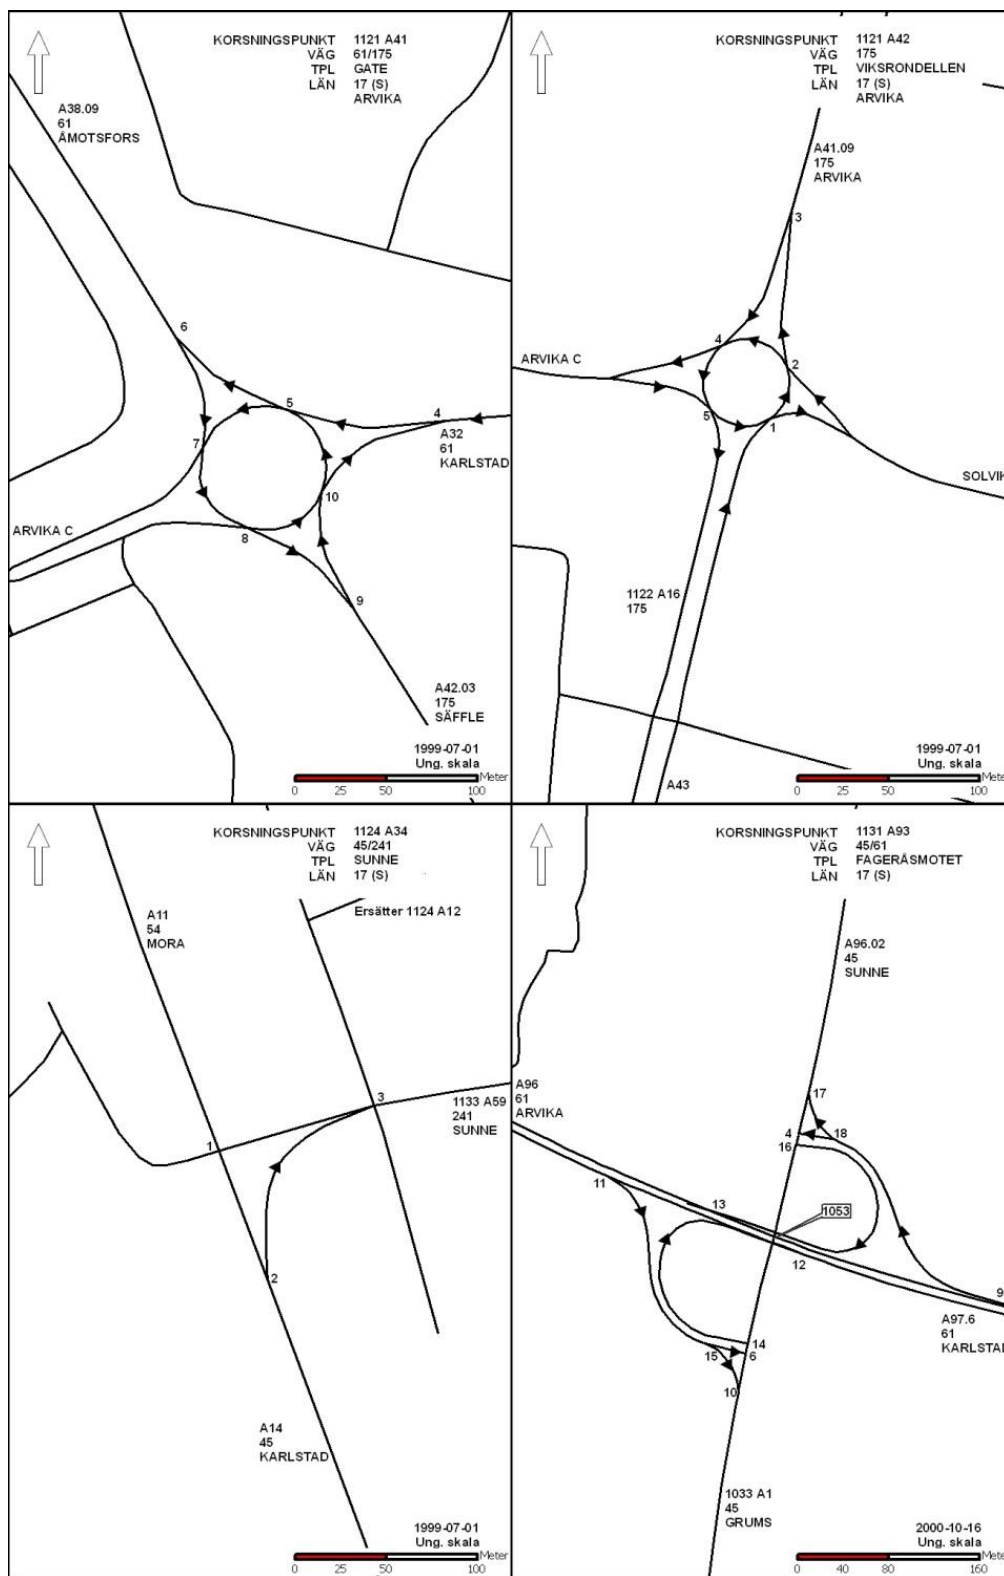 KORSNINGSPUNKT 1121 A41
VÄG 61/175
TPL GATE
LÄN 17 (S)
ARVIKA
A38.09
61
ÅMOTSFORS
6
5
4
A32
61
KARLSTAD
7
10
ARVIKA C
8
9
A42.03
175
SÄFFLE
1999-07-01
Ung. skala
Meter
0 25 50 100
KORSNINGSPUNKT 1121 A42
VÄG 175
TPL VIKSRONDELLEN
LÄN 17 (S)
ARVIKA
A41.09
175
ARVIKA
3
4
ARVIKA C
2
5
1
SOLVIK
1122 A16
175
A43
1999-07-01
Ung. skala
Meter
0 25 50 100
KORSNINGSPUNKT 1124 A34
VÄG 45/241
TPL SUNNE
LÄN 17 (S)
Ersätter 1124 A12
A11
54
MORA
3
1133 A59
241
SUNNE
1
2
A14
45
KARLSTAD
1999-07-01
Ung. skala
Meter
0 25 50 100
KORSNINGSPUNKT 1131 A93
VÄG 45/61
TPL FAGERÅSMOTET
LÄN 17 (S)
A96.02
45
SUNNE
A96
61
ARVIKA
17
4 18
16
11
13
1053
12
9
A97.6
61
KARLSTAD
14
15 6
10
1033 A1
45
GRUMS
2000-10-16
Ung. skala
Meter
0 40 80 160